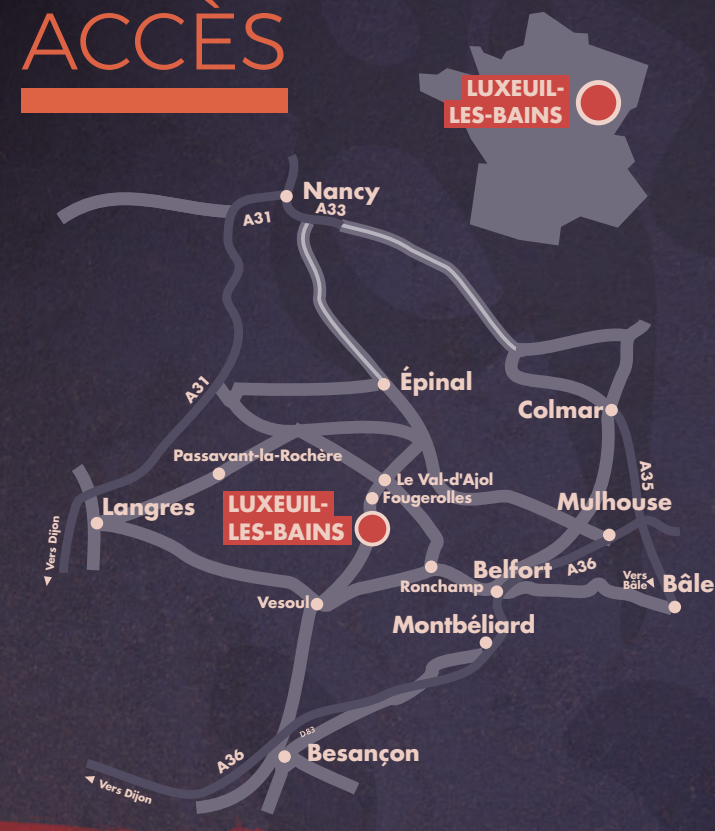 ACCÈS
LUXEUIL-
LES-BAINS
Nancy
A31
A33
A31
Épinal
Colmar
Passavant-la-Rochère
Le Val-d'Ajol
Fougerolles
A35
Langres
LUXEUIL-
LES-BAINS
Mulhouse
Vers Dijon
Belfort
A36
Ronchamp
Vers
Bâle
Bâle
Vesoul
Montbéliard
D83
Besançon
A36
Vers Dijon